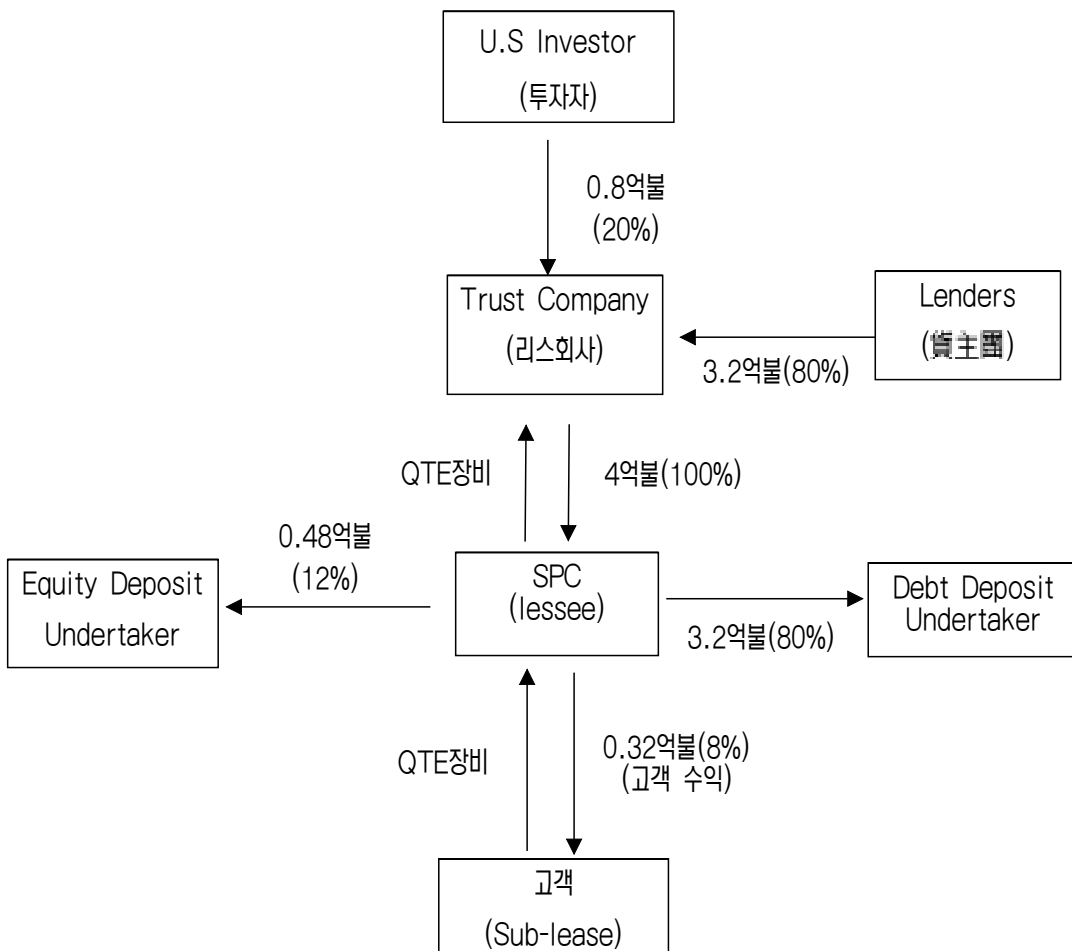 U.S Investor
(투자자)
0.8억불
(20%)
Trust Company
(리스회사)
Lenders
(貸主團)
3.2억불(80%)
QTE장비
4억불(100%)
0.48억불
(12%)
Equity Deposit
Undertaker
SPC
(lessee)
3.2억불(80%)
Debt Deposit
Undertaker
QTE장비
0.32억불(8%)
(고객 수익)
고객
(Sub-lease)